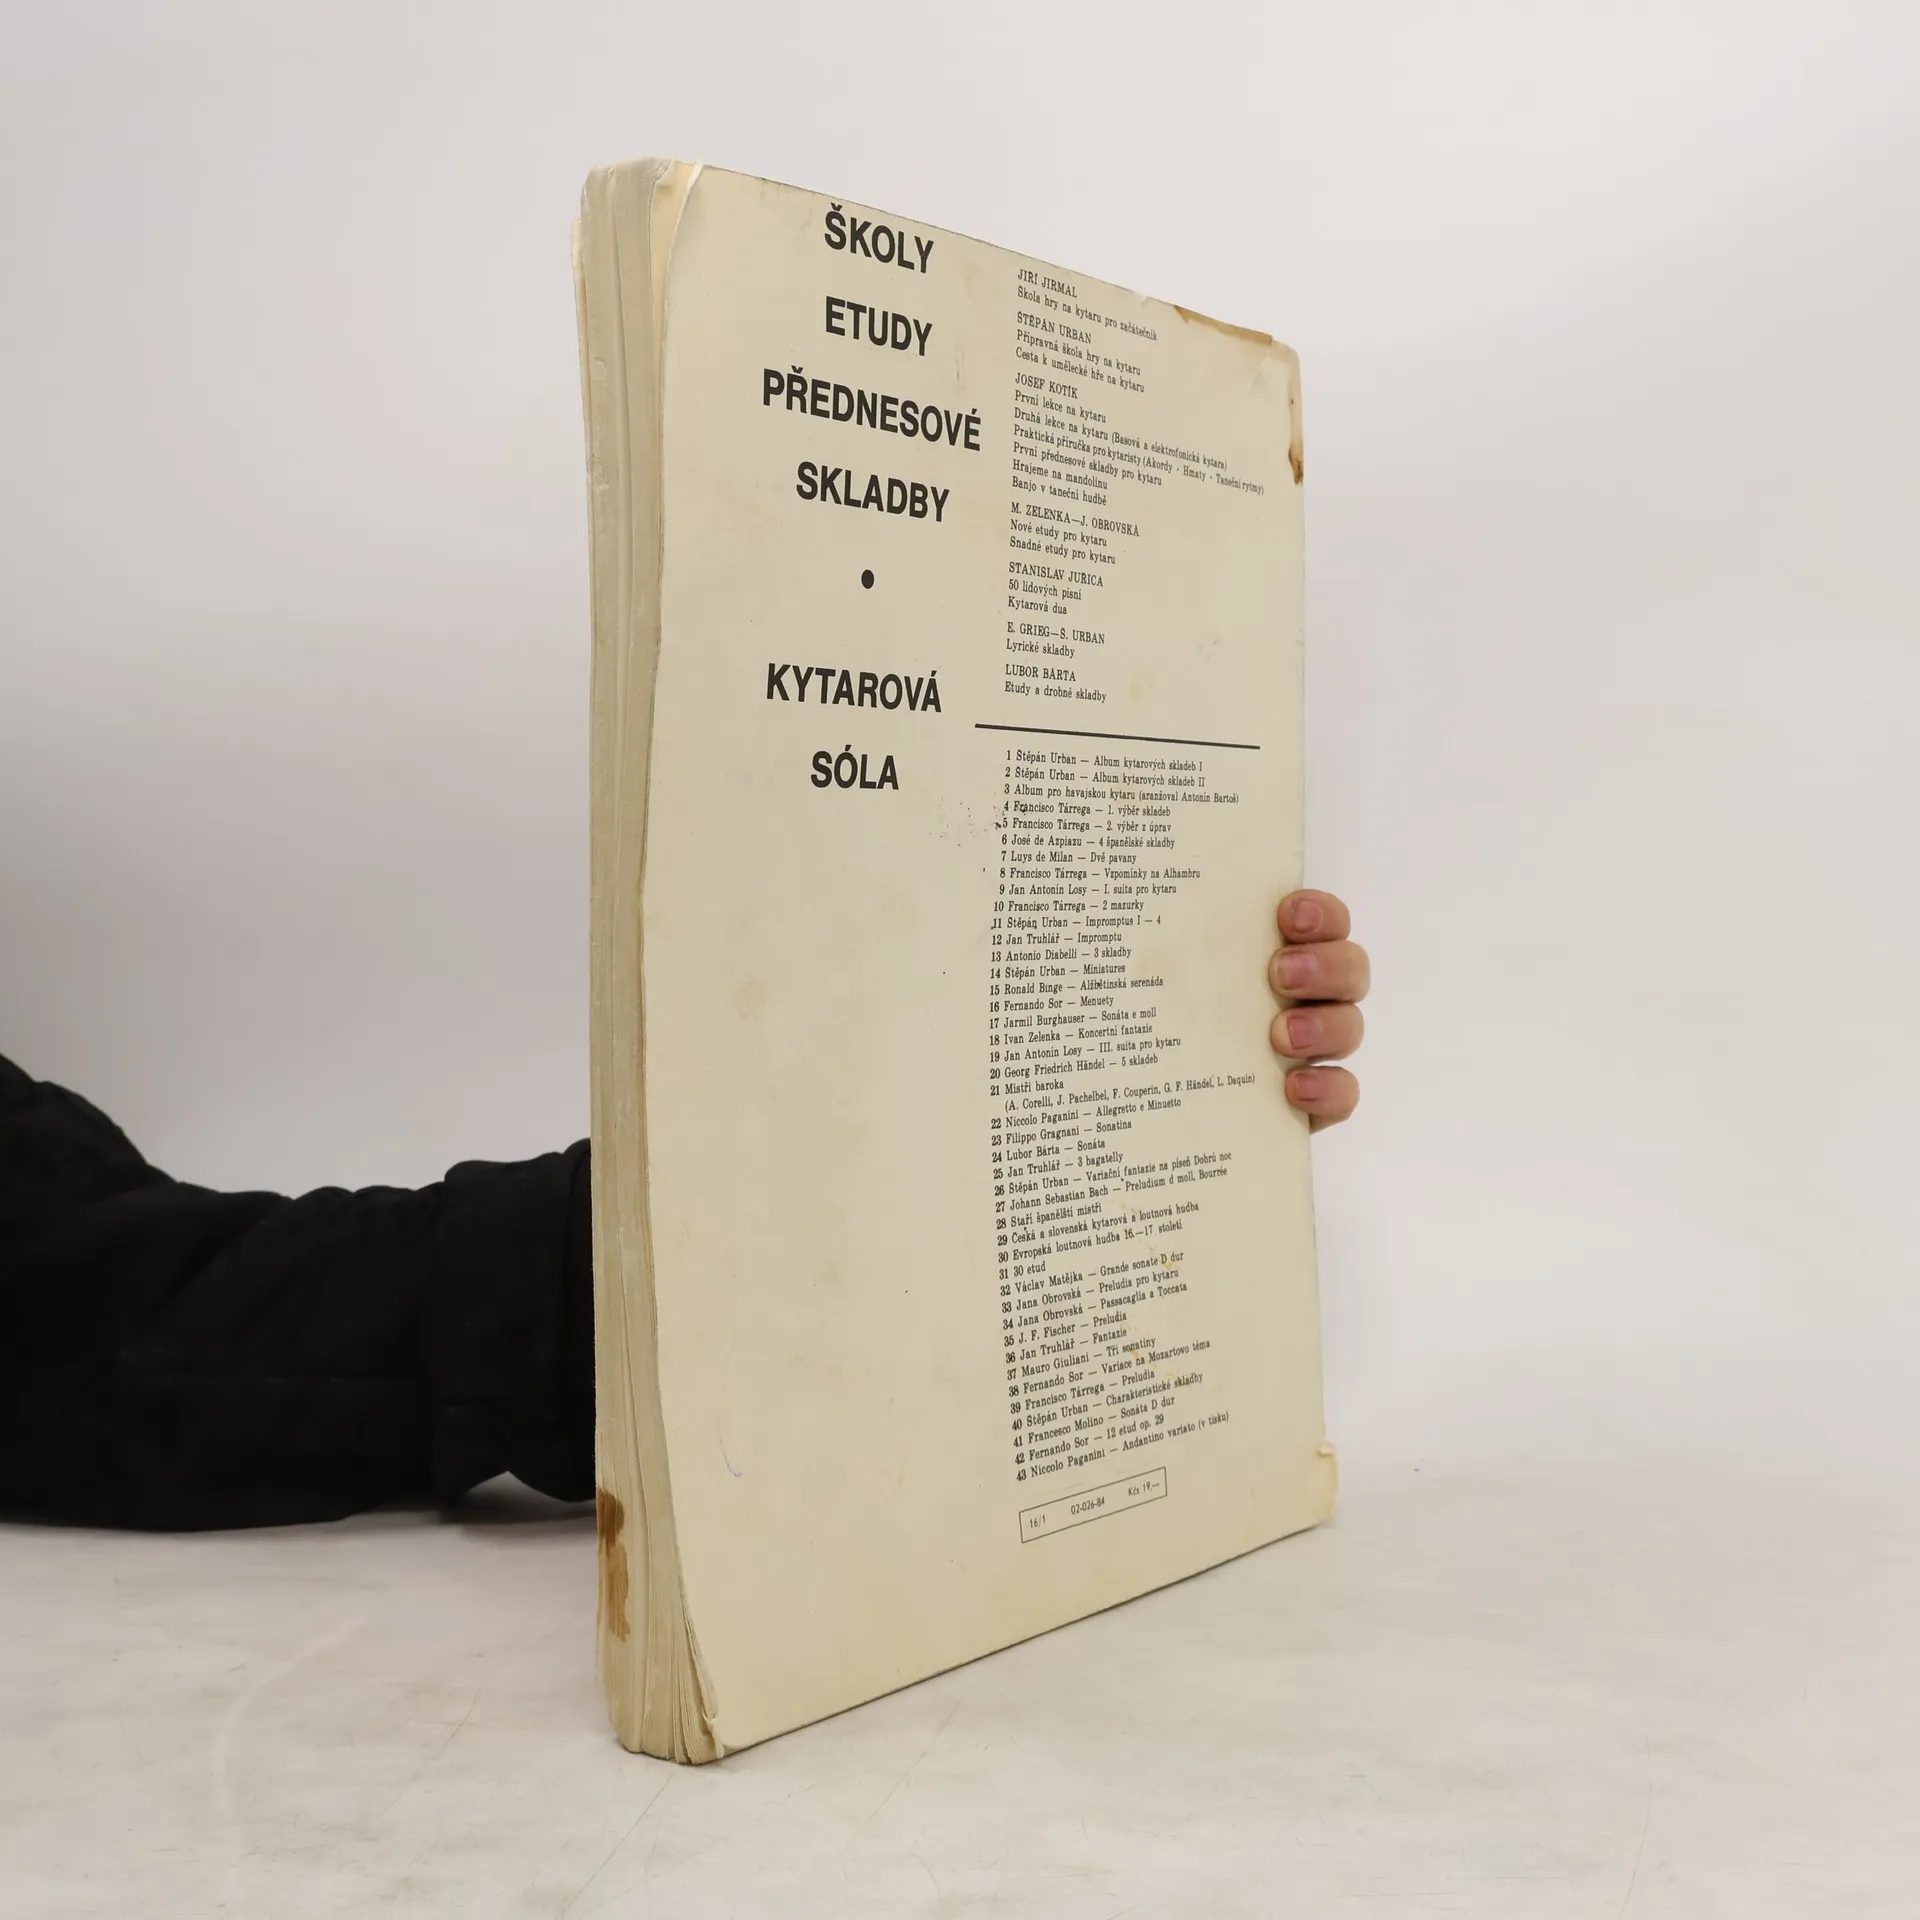 ŠKOLY
ETUDY
PŘEDNESOVÉ
SKLADBY
•
KYTAROVÁ
SÓLA
JIŘÍ JIRMAL
Škola hry na kytaru pro začátečník
ŠTĚPÁN URBAN
Přípravná škola hry na kytaru
Cesta k umělecké hře na kytaru
JOSEF KOTÍK
První lekce na kytaru
Druhá lekce na kytaru (Basová a elektrofonická kytara)
Praktická příručka pro kytaristy (Akordy · Hmaty · Taneční rytmy)
První přednesové skladby pro kytaru
Hrajeme na mandolínu
Banjo v taneční hudbě
M. ZELENKA—J. OBROVSKÁ
Nové etudy pro kytaru
Snadné etudy pro kytaru
STANISLAV JUŘICA
50 lidových písní
Kytarová dua
E. GRIEG—Š. URBAN
Lyrické skladby
LUBOR BÁRTA
Etudy a drobné skladby
1 Štěpán Urban — Album kytarových skladeb I
2 Štěpán Urban — Album kytarových skladeb II
3 Album pro havajskou kytaru (aranžoval Antonín Bartoš)
4 Francisco Tárrega — 1. výběr skladeb
5 Francisco Tárrega — 2. výběr z úprav
6 José de Azpiazu — 4 španělské skladby
7 Luys de Milan — Dvě pavany
8 Francisco Tárrega — Vzpomínky na Alhambru
9 Jan Antonín Losy — I. suita pro kytaru
10 Francisco Tárrega — 2 mazurky
11 Štěpán Urban — Impromptus I — 4
12 Jan Truhlář — Impromptu
13 Antonio Diabelli — 3 skladby
14 Štěpán Urban — Miniatures
15 Ronald Binge — Alžbětinská serenáda
16 Fernando Sor — Menuety
17 Jarmil Burghauser — Sonáta e moll
18 Ivan Zelenka — Koncertní fantazie
19 Jan Antonín Losy — III. suita pro kytaru
20 Georg Friedrich Händel — 5 skladeb
21 Mistři baroka
(A. Corelli, J. Pachelbel, F. Couperin, G. F. Händel, L. Daquin)
22 Niccolo Paganini — Allegretto e Minuetto
23 Filippo Gragnani — Sonatina
24 Lubor Bárta — Sonáta
25 Jan Truhlář — 3 bagatelly
26 Štěpán Urban — Variační fantazie na píseň Dobrú noc
27 Johann Sebastian Bach — Preludium d moll, Bourrée
28 Staří španělští mistři
29 Česká a slovenská kytarová a loutnová hudba
30 Evropská loutnová hudba 16.—17 století
31 30 etud
32 Václav Matějka — Grande sonate D dur
33 Jana Obrovská — Preludia pro kytaru
34 Jana Obrovská — Passacaglia a Toccata
35 J. F. Fischer — Preludia
36 Jan Truhlář — Fantazie
37 Mauro Giuliani — Tři sonatiny
38 Fernando Sor — Variace na Mozartovo téma
39 Francisco Tárrega — Preludia
40 Štěpán Urban — Charakteristické skladby
41 Francesco Molino — Sonáta D dur
42 Fernando Sor — 12 etud op. 29
43 Niccolo Paganini — Andantino variato (v tisku)
16/1 02-026-84 Kčs 19,—